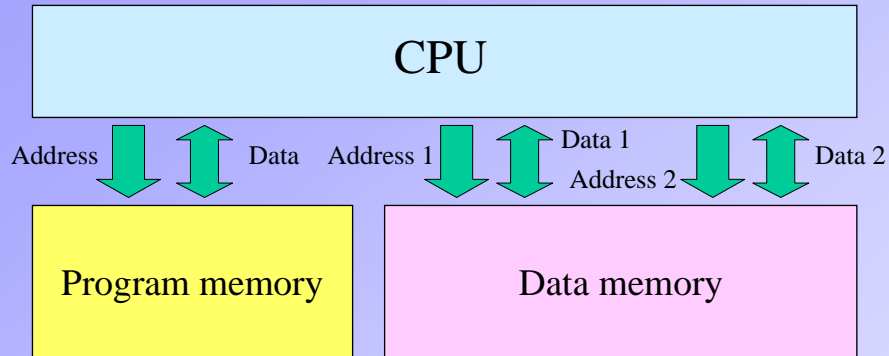 CPU
Address
Data
Address 1
Data 1
Address 2
Data 2
Program memory
Data memory